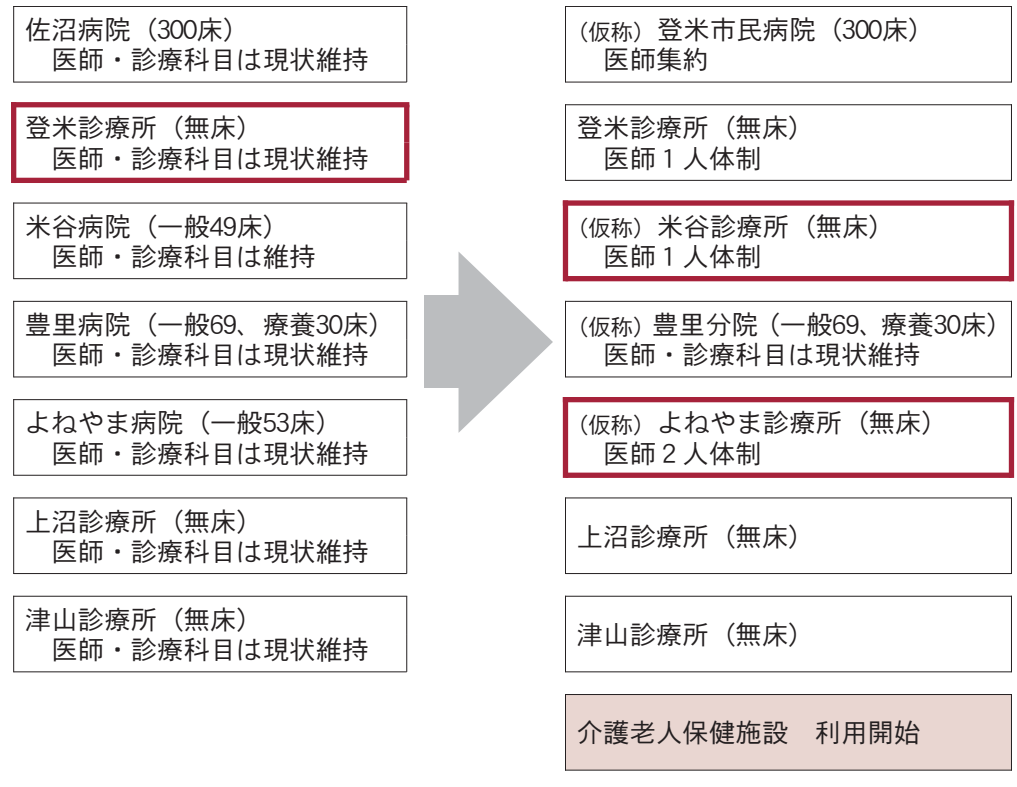 佐沼病院（300床）
医師・診療科目は現状維持
登米診療所（無床）
医師・診療科目は現状維持
米谷病院（一般49床）
医師・診療科目は維持
豊里病院（一般69、療養30床）
医師・診療科目は現状維持
よねやま病院（一般53床）
医師・診療科目は現状維持
上沼診療所（無床）
医師・診療科目は現状維持
津山診療所（無床）
医師・診療科目は現状維持
（仮称）登米市民病院（300床）
医師集約
登米診療所（無床）
医師１人体制
（仮称）米谷診療所（無床）
医師１人体制
（仮称）豊里分院（一般69、療養30床）
医師・診療科目は現状維持
（仮称）よねやま診療所（無床）
医師２人体制
上沼診療所（無床）
津山診療所（無床）
介護老人保健施設　利用開始